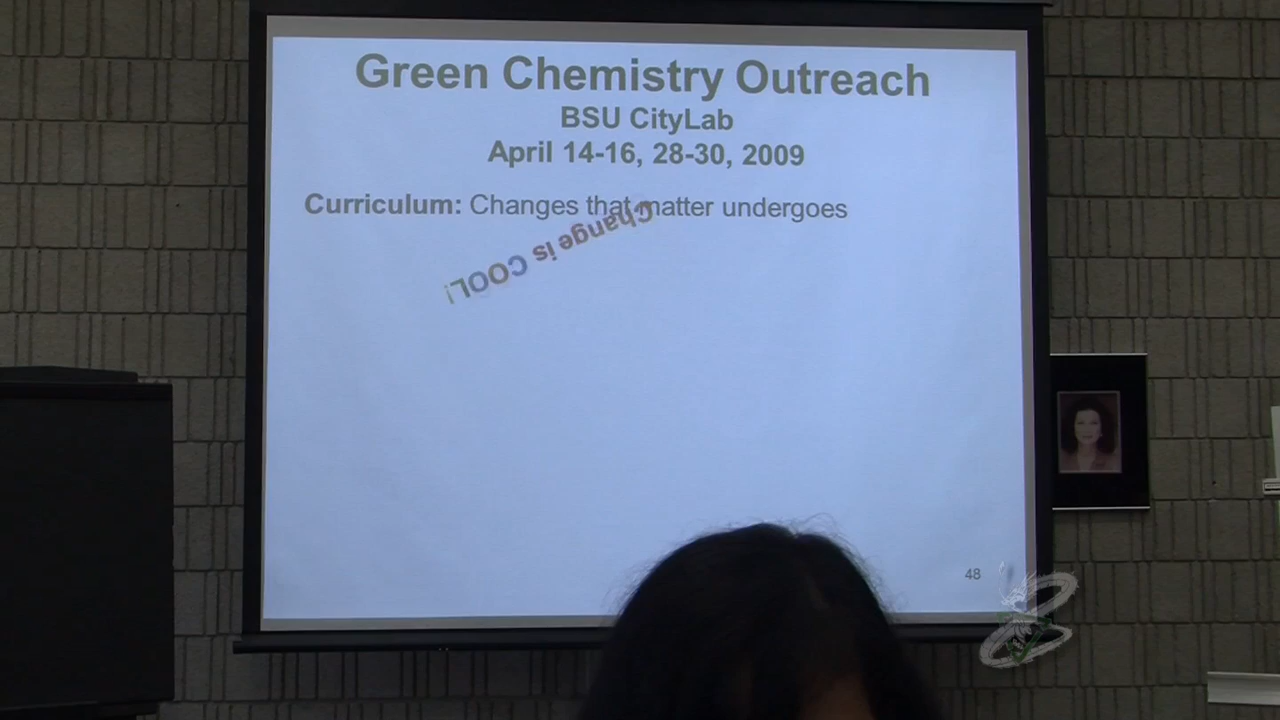 Green Chemistry Outreach
BSU CityLab
April 14-16, 28-30, 2009
Curriculum: Changes that matter undergoes
Change is COOL!
48